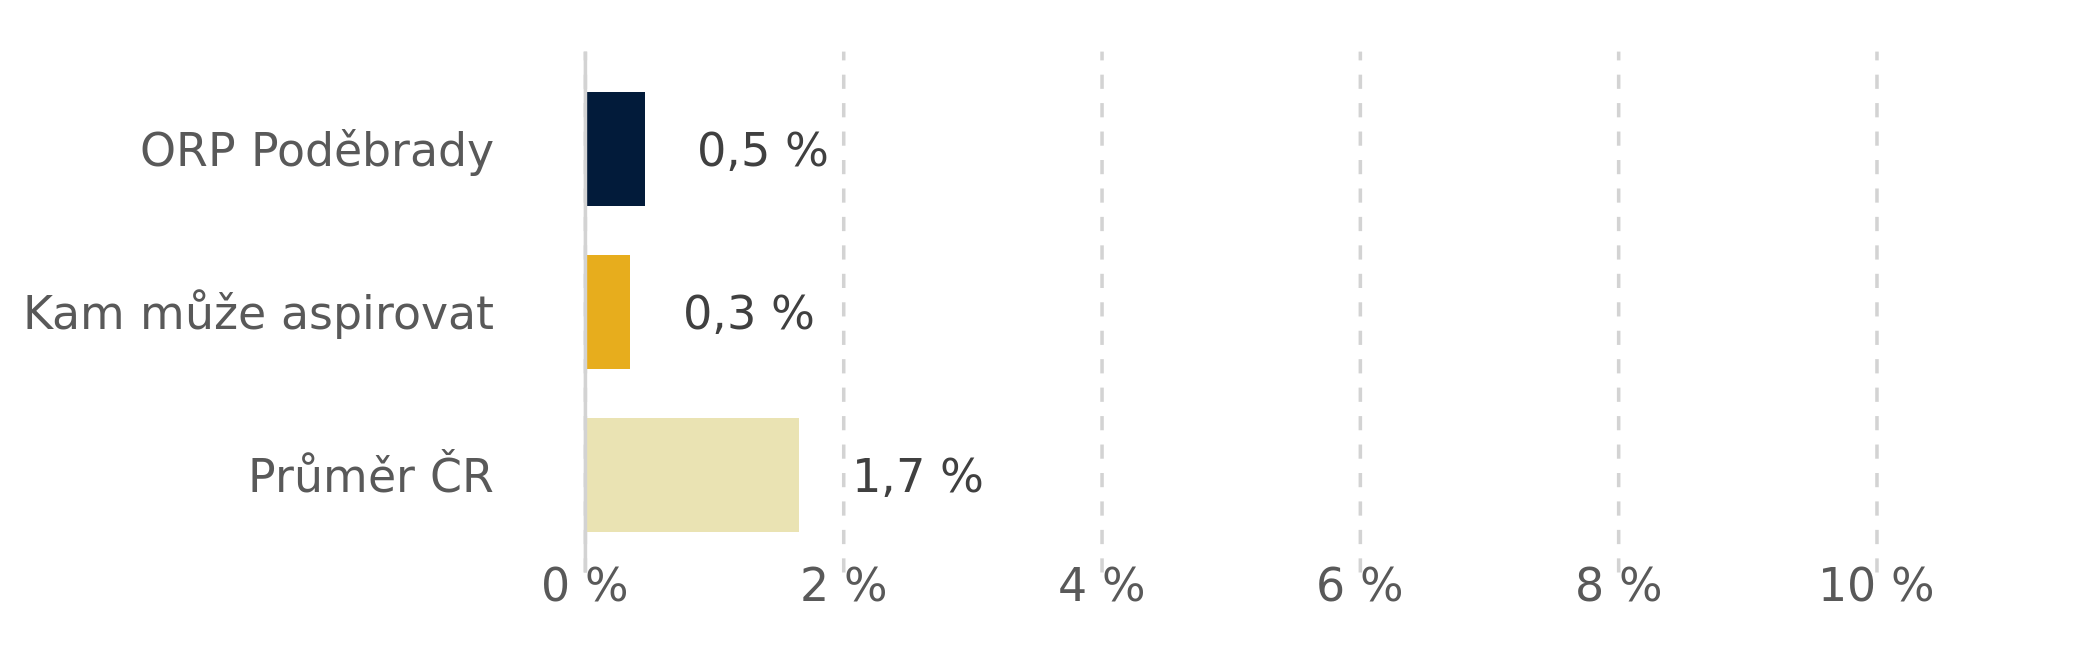 ORP Poděbrady 0,5 %
Kam může aspirovat 0,3 %
Průměr ČR 1,7 %
0 % 2 % 4 % 6 % 8 % 10 %